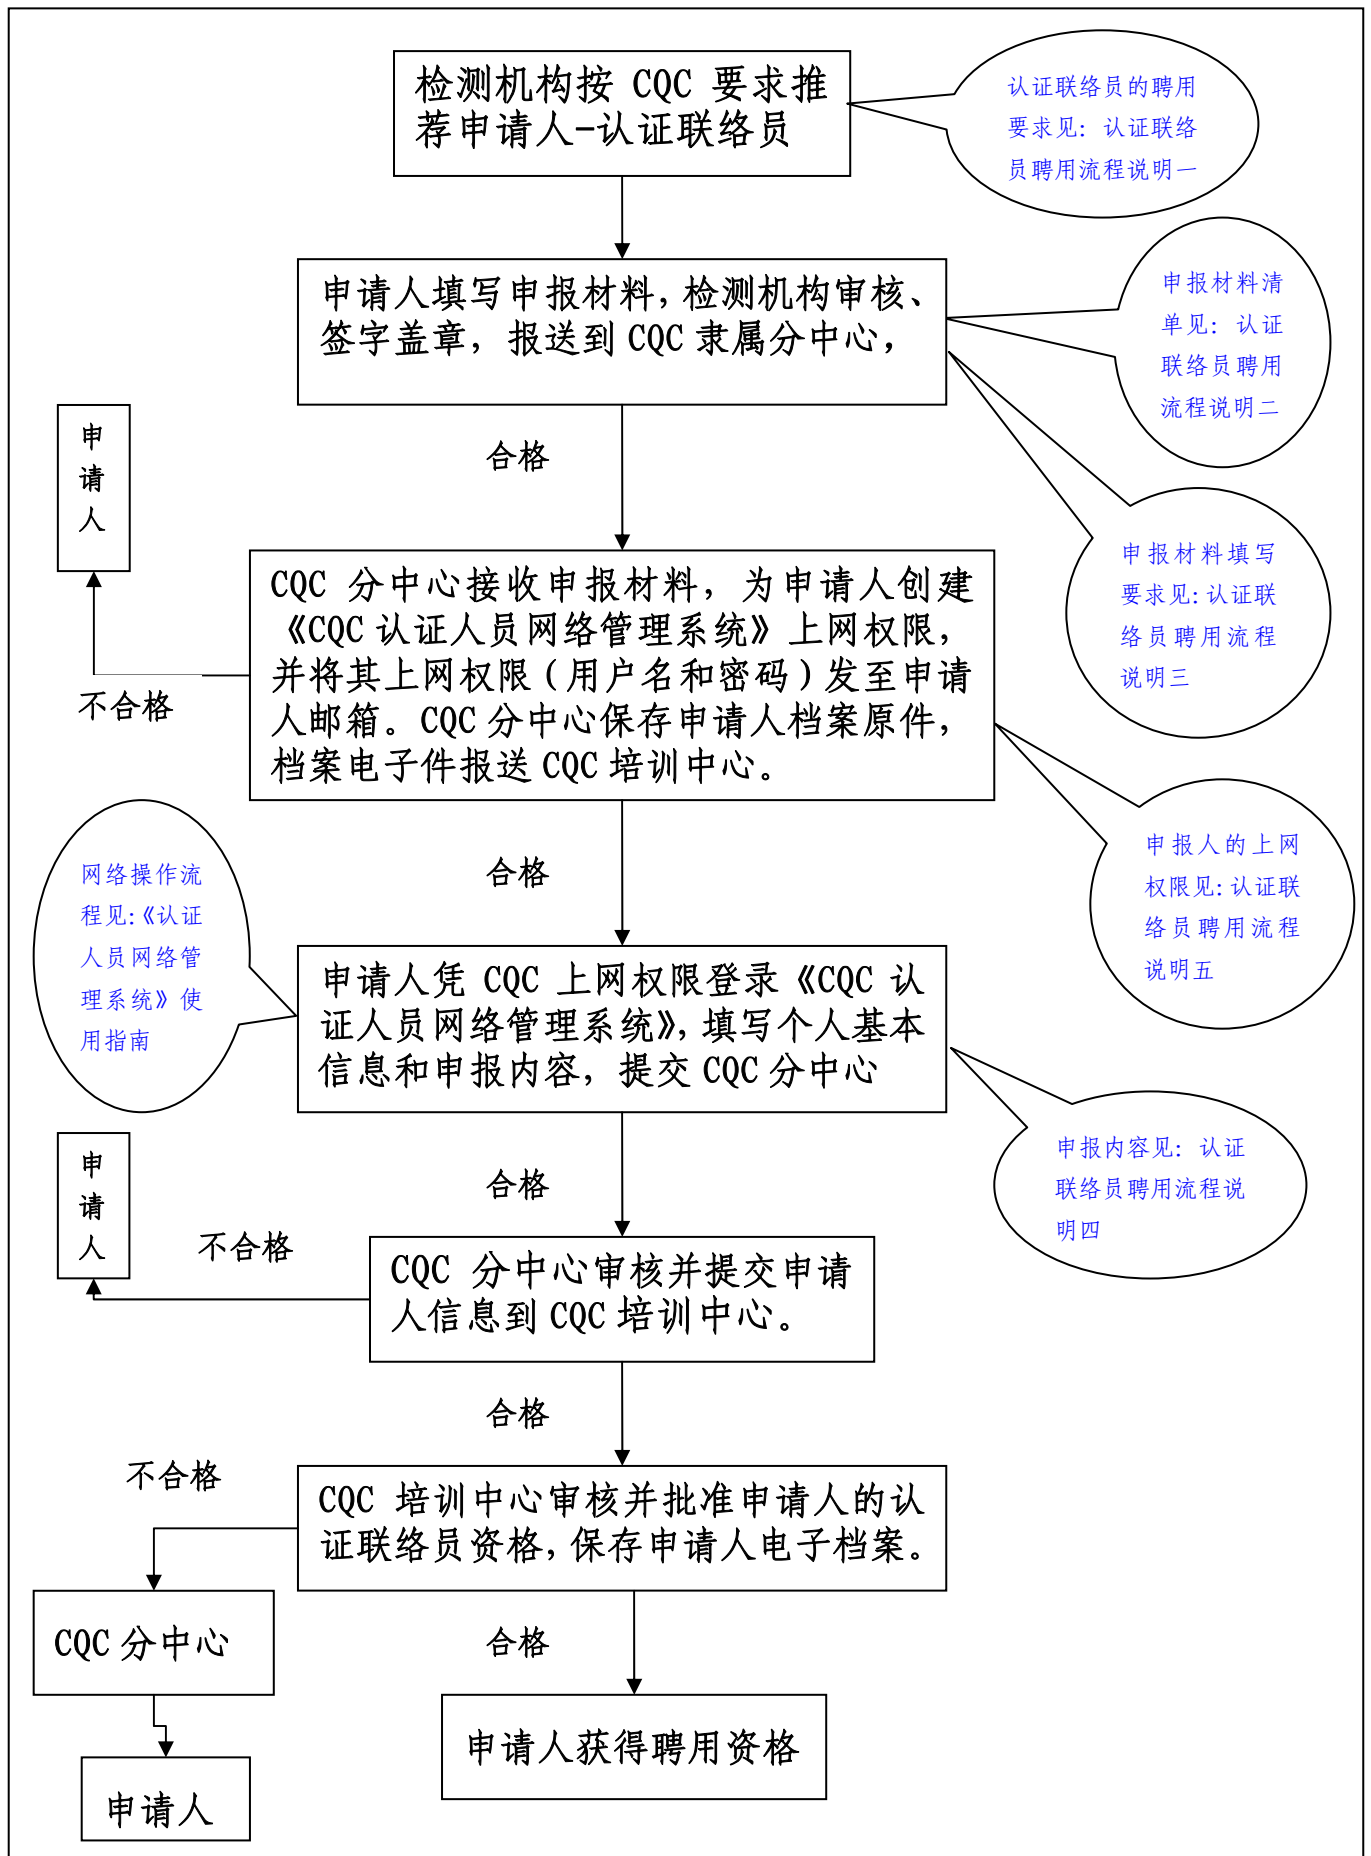 检测机构按 CQC 要求推
荐申请人-认证联络员
认证联络员的聘用
要求见：认证联络
员聘用流程说明一
申请人填写申报材料，检测机构审核、
签字盖章，报送到 CQC 隶属分中心，
申报材料清
单见：认证
联络员聘用
流程说明二
申
请
人
合格
申报材料填写
要求见：认证联
络员聘用流程
说明三
CQC 分中心接收申报材料，为申请人创建
《CQC 认证人员网络管理系统》上网权限，
并将其上网权限（用户名和密码）发至申请
人邮箱。CQC 分中心保存申请人档案原件，
档案电子件报送 CQC 培训中心。
不合格
申报人的上网
权限见：认证联
络员聘用流程
说明五
合格
网络操作流
程见：《认证
人员网络管
理系统》使
用指南
申请人凭 CQC 上网权限登录《CQC 认
证人员网络管理系统》，填写个人基本
信息和申报内容，提交 CQC 分中心
申报内容见：认证
联络员聘用流程说
明四
申
请
人
合格
不合格
CQC 分中心审核并提交申请
人信息到 CQC 培训中心。
合格
不合格
CQC 培训中心审核并批准申请人的认
证联络员资格，保存申请人电子档案。
CQC 分中心
合格
申请人获得聘用资格
申请人